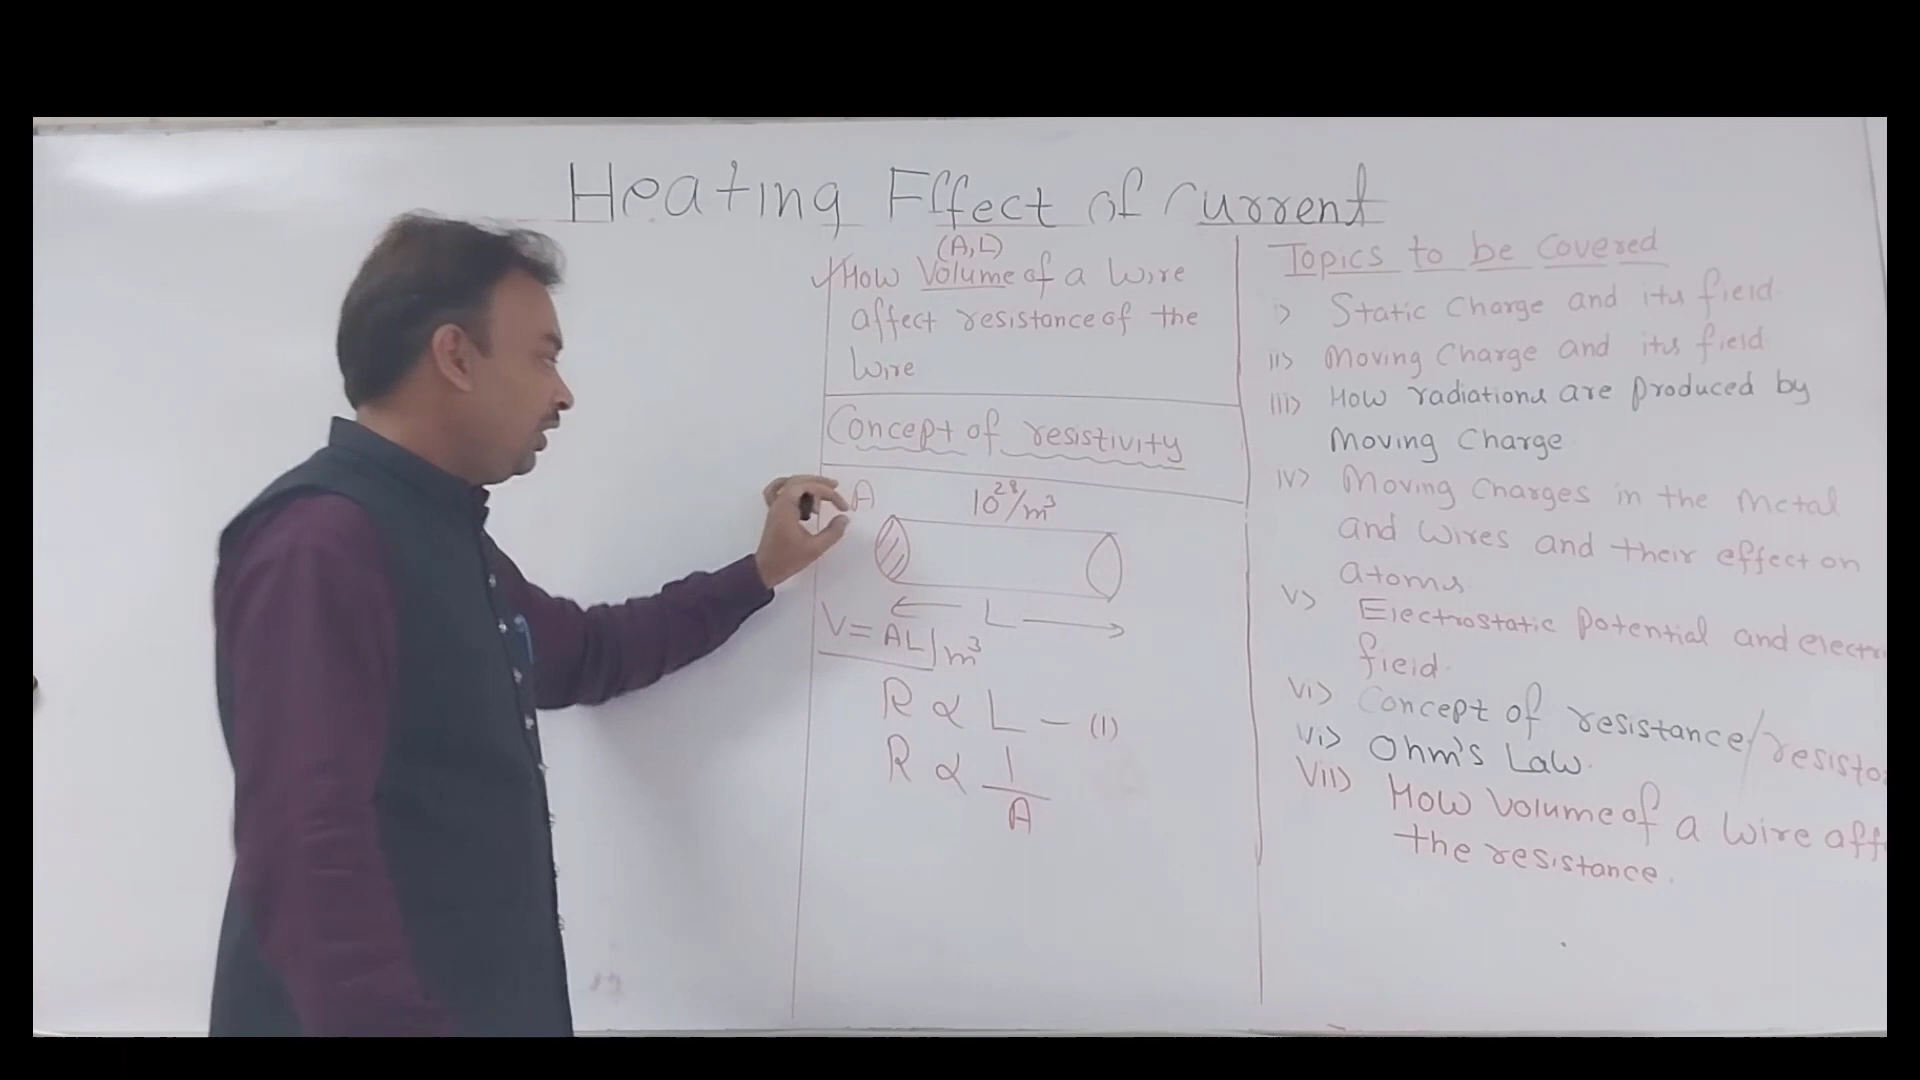 Heating Effect of Current
(A, L)
How Volume of a Wire
affect resistance of the
Wire
Concept of resistivity
A
10²⁸/m³
L
V = AL/m³
R ∝ L – (1)
R ∝ 1/A
Topics to be Covered
i> Static Charge and its field
ii> Moving Charge and its field
iii> How radiations are produced by
Moving Charge
iv> Moving Charges in the Metal
and Wires and their effect on
atoms
v> Electrostatic Potential and electr
field.
vi> Concept of resistance/resisto
vi> Ohm's Law.
vii> How Volume of a Wire aff
the resistance.